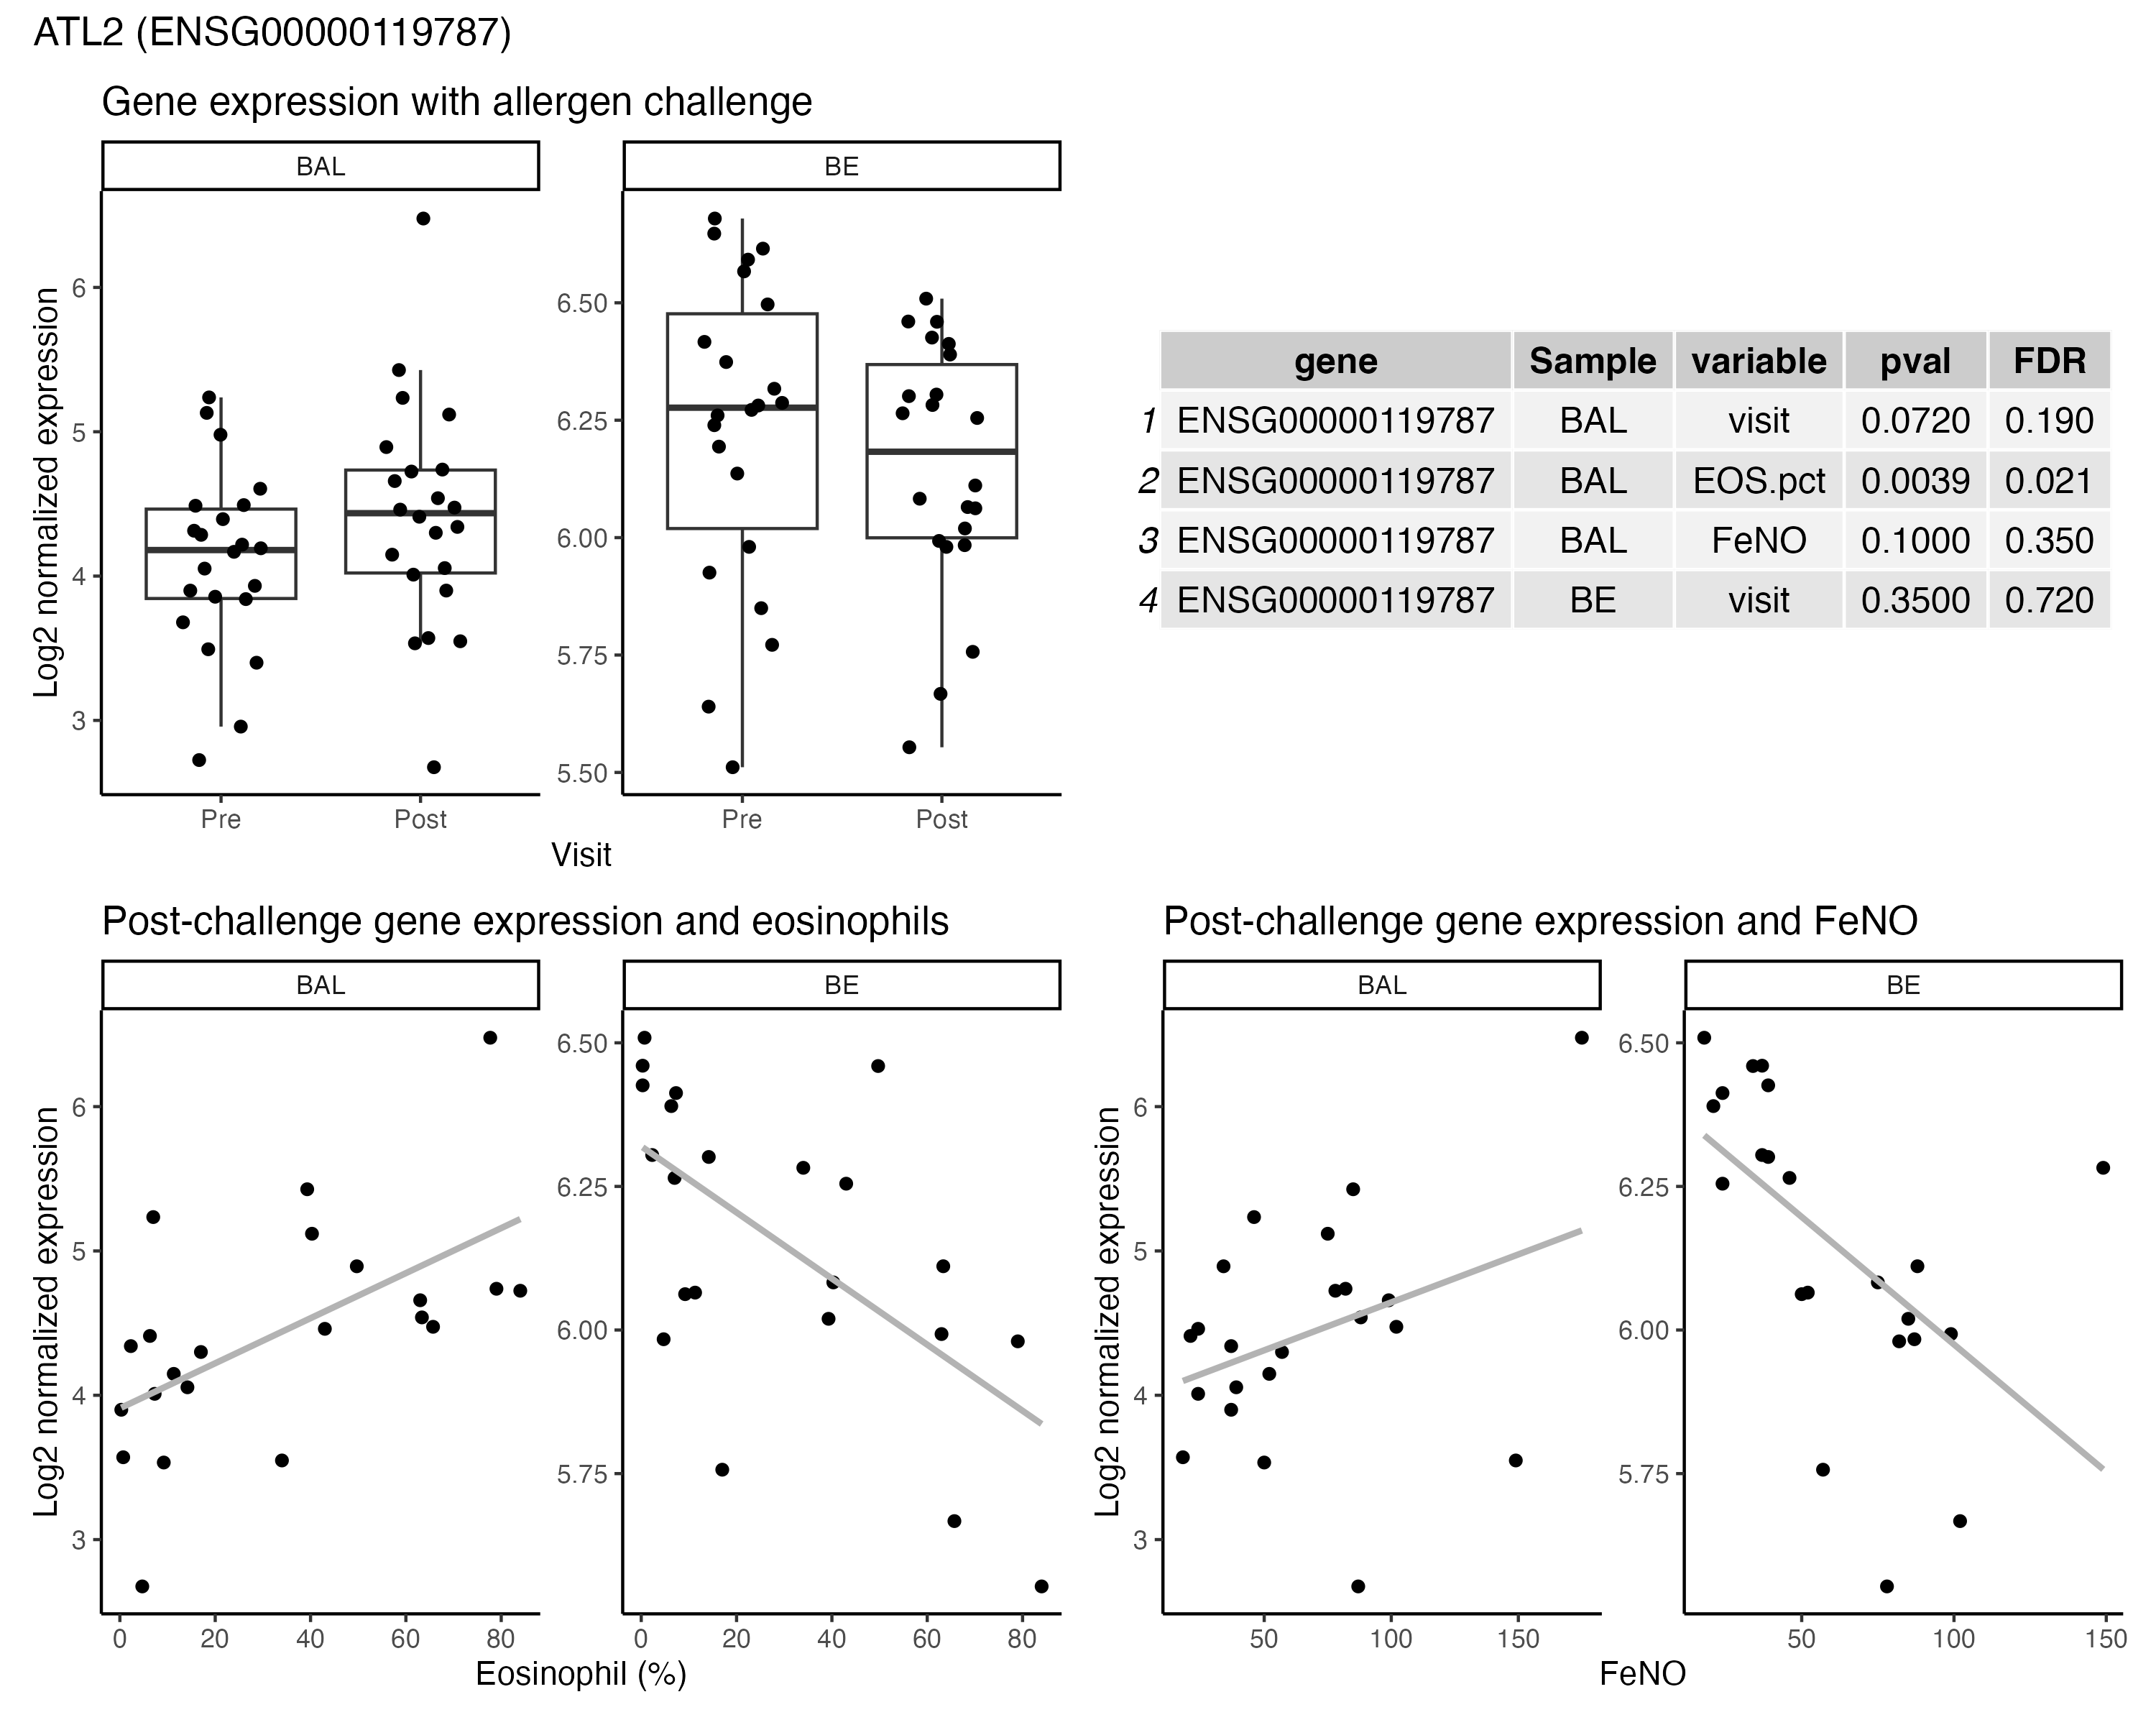 ATL2 (ENSG00000119787)
Gene expression with allergen challenge
BAL
BE
Log2 normalized expression
6
5
4
3
6.50
6.25
6.00
5.75
5.50
Pre
Post
Pre
Post
Visit
gene Sample variable pval FDR
1 ENSG00000119787 BAL visit 0.0720 0.190
2 ENSG00000119787 BAL EOS.pct 0.0039 0.021
3 ENSG00000119787 BAL FeNO 0.1000 0.350
4 ENSG00000119787 BE visit 0.3500 0.720
Post-challenge gene expression and eosinophils
BAL
BE
Log2 normalized expression
6
5
4
3
6.50
6.25
6.00
5.75
0 20 40 60 80
0 20 40 60 80
Eosinophil (%)
Post-challenge gene expression and FeNO
BAL
BE
Log2 normalized expression
6
5
4
3
6.50
6.25
6.00
5.75
50 100 150
50 100 150
FeNO